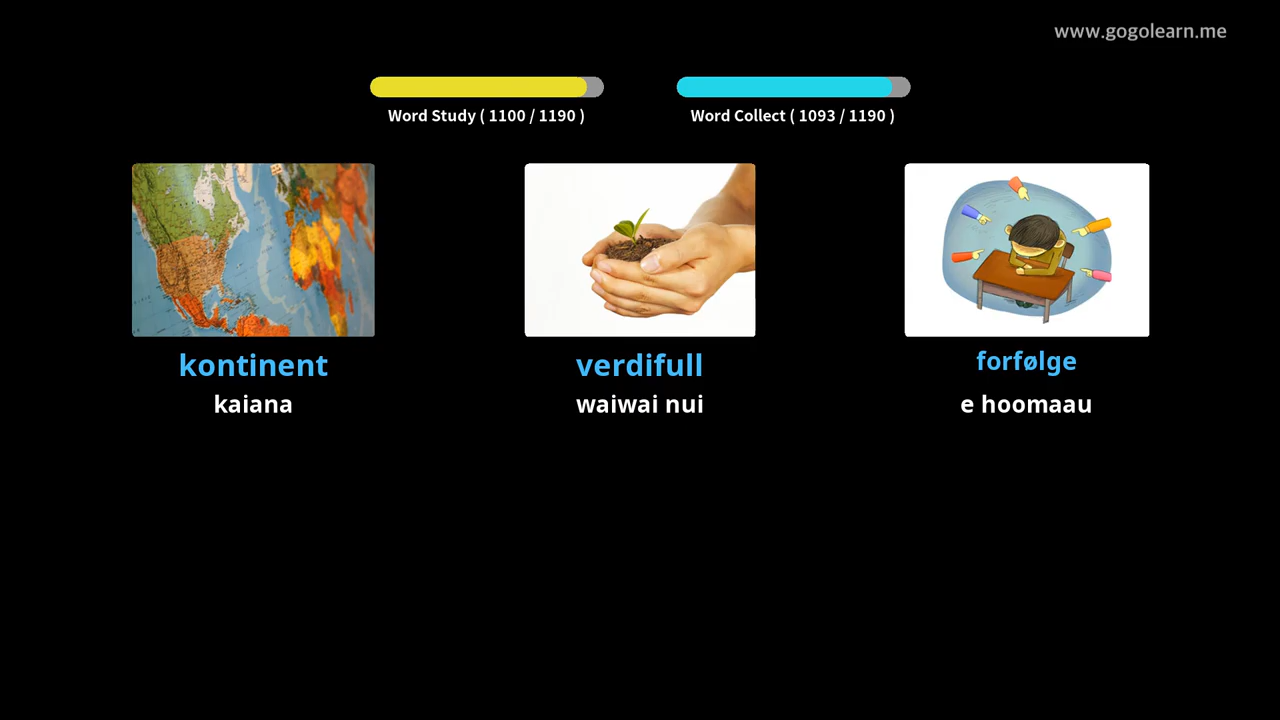 www.gogolearn.me
Word Study ( 1100 / 1190 )
Word Collect ( 1093 / 1190 )
kontinent
kaiana
verdifull
waiwai nui
forfølge
e hoomaau